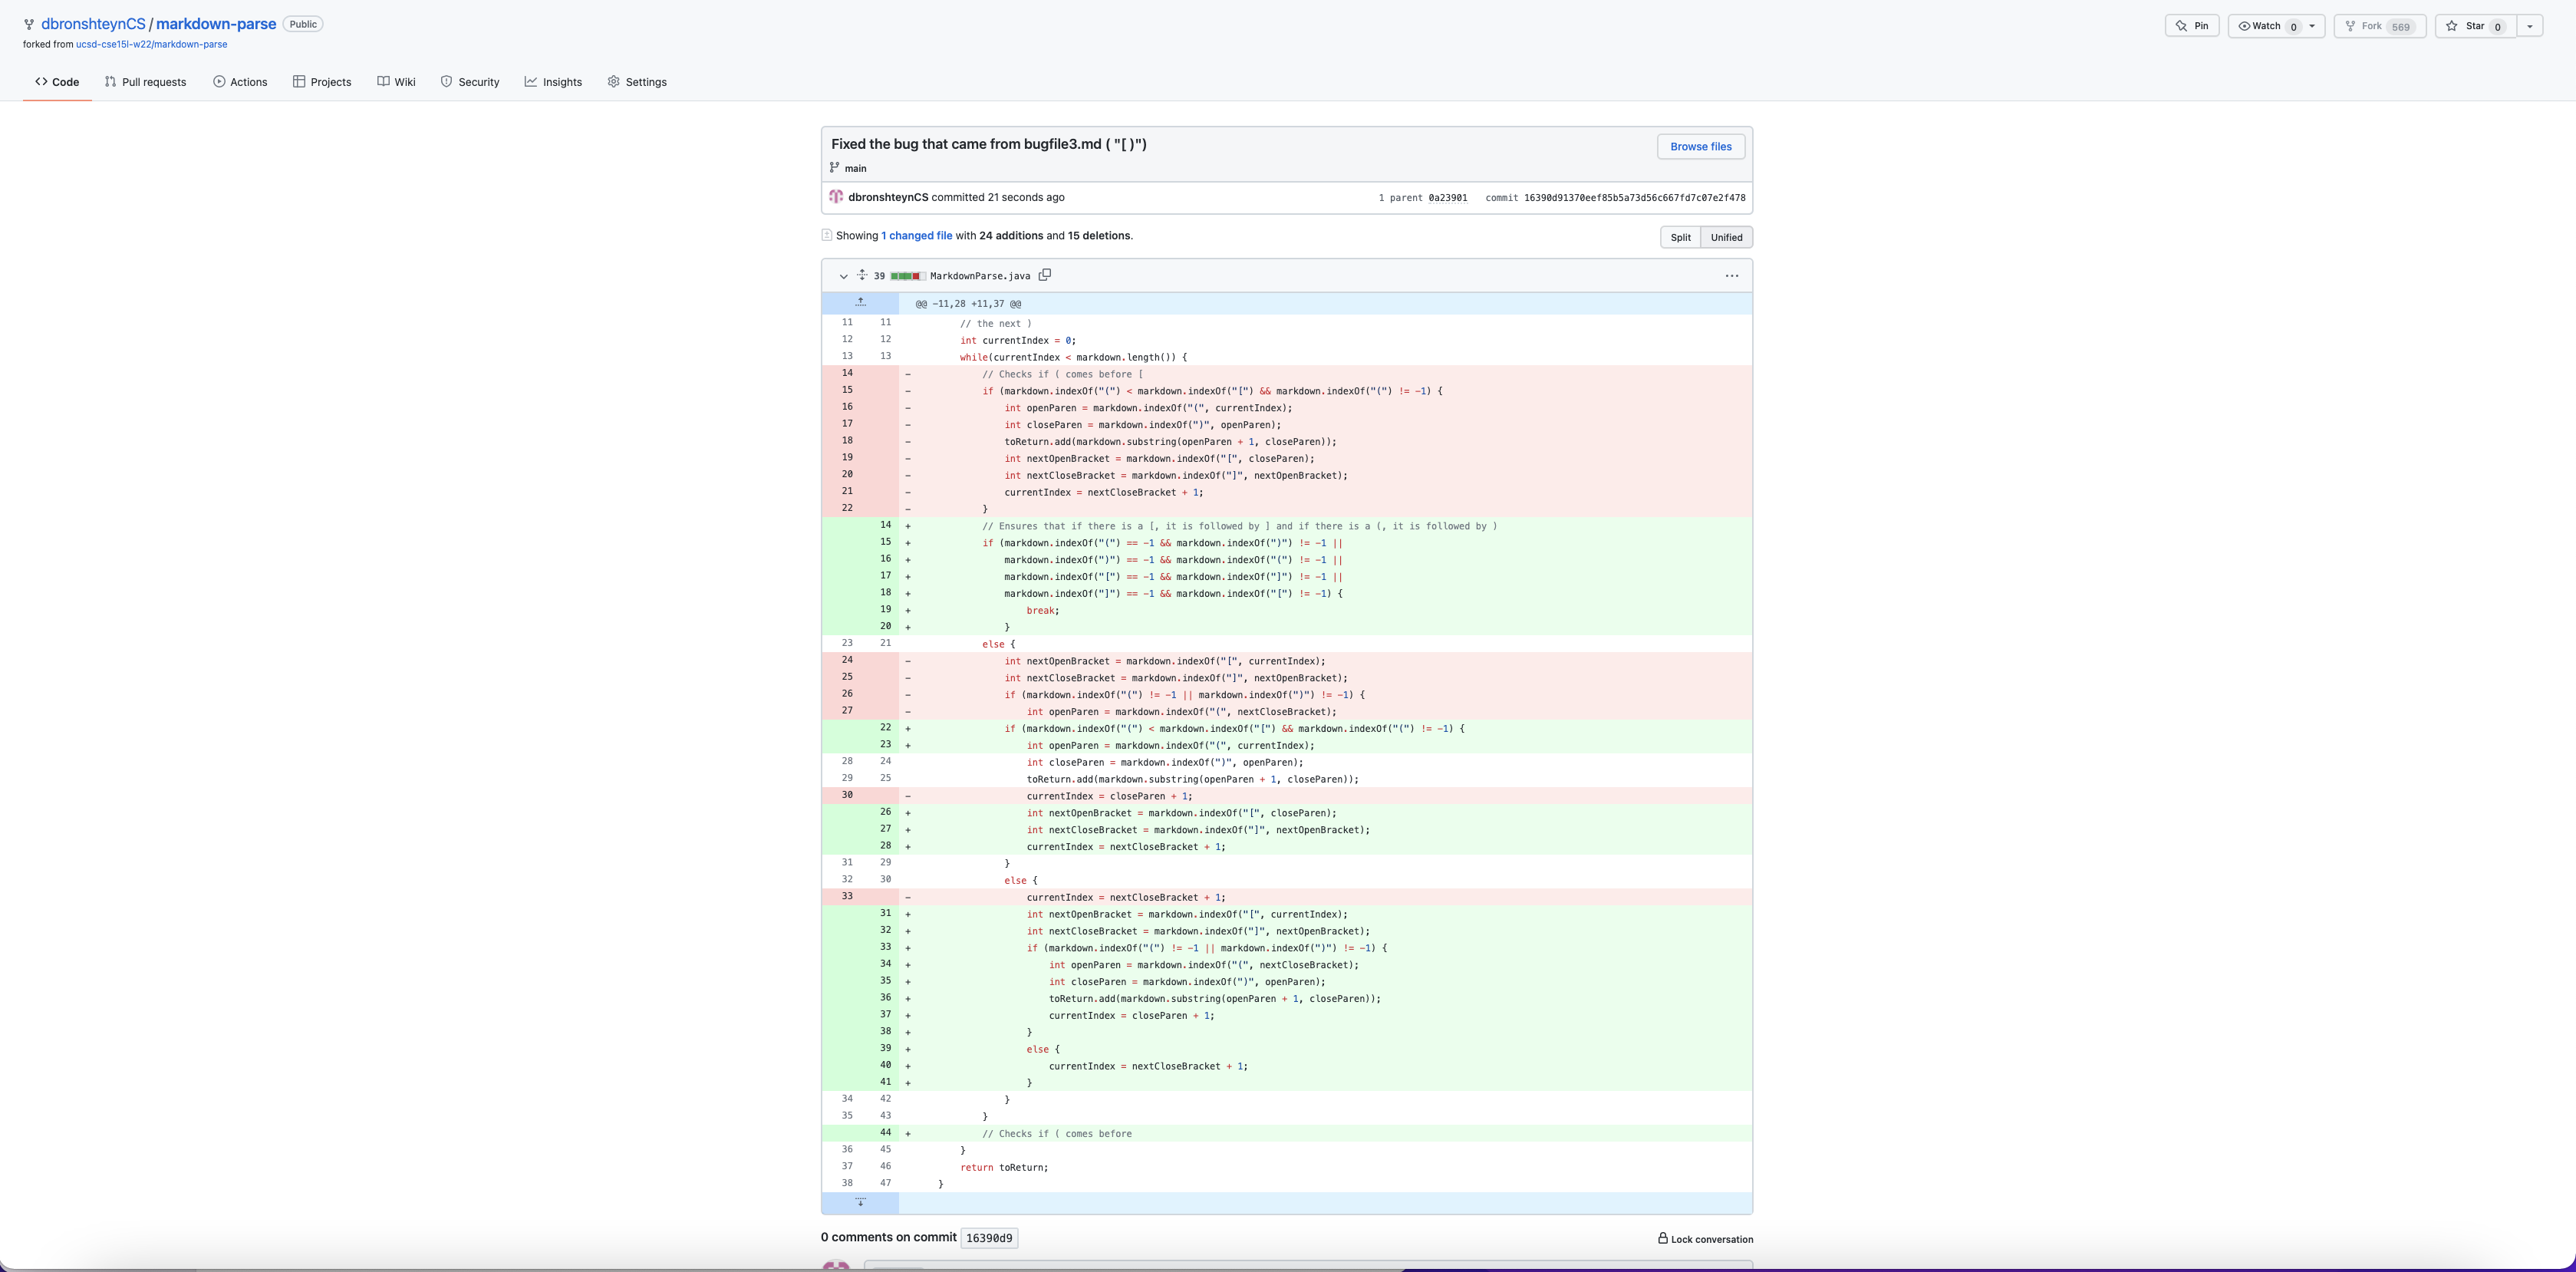 dbronshteynCS / markdown-parse Public
Pin Watch 0 Fork 569 Star 0
forked from ucsd-cse15l-w22/markdown-parse
Code Pull requests Actions Projects Wiki Security Insights Settings
Fixed the bug that came from bugfile3.md ( "[ )")
Browse files
main
dbronshteynCS committed 21 seconds ago 1 parent 0a23901 commit 16390d91370eef85b5a73d56c667fd7c07e2f478
Showing 1 changed file with 24 additions and 15 deletions.
Split Unified
39 MarkdownParse.java
@@ -11,28 +11,37 @@
11 11 // the next )
12 12 int currentIndex = 0;
13 13 while(currentIndex < markdown.length()) {
14 - // Checks if ( comes before [
15 - if (markdown.indexOf("(") < markdown.indexOf("[") && markdown.indexOf("(") != -1) {
16 - int openParen = markdown.indexOf("(", currentIndex);
17 - int closeParen = markdown.indexOf(")", openParen);
18 - toReturn.add(markdown.substring(openParen + 1, closeParen));
19 - int nextOpenBracket = markdown.indexOf("[", closeParen);
20 - int nextCloseBracket = markdown.indexOf("]", nextOpenBracket);
21 - currentIndex = nextCloseBracket + 1;
22 - }
14 + // Ensures that if there is a [, it is followed by ] and if there is a (, it is followed by )
15 + if (markdown.indexOf("(") == -1 && markdown.indexOf(")") != -1 ||
16 + markdown.indexOf(")") == -1 && markdown.indexOf("(") != -1 ||
17 + markdown.indexOf("[") == -1 && markdown.indexOf("]") != -1 ||
18 + markdown.indexOf("]") == -1 && markdown.indexOf("[") != -1) {
19 + break;
20 + }
23 21 else {
24 - int nextOpenBracket = markdown.indexOf("[", currentIndex);
25 - int nextCloseBracket = markdown.indexOf("]", nextOpenBracket);
26 - if (markdown.indexOf("(") != -1 || markdown.indexOf(")") != -1) {
27 - int openParen = markdown.indexOf("(", nextCloseBracket);
22 + if (markdown.indexOf("(") < markdown.indexOf("[") && markdown.indexOf("(") != -1) {
23 + int openParen = markdown.indexOf("(", currentIndex);
28 24 int closeParen = markdown.indexOf(")", openParen);
29 25 toReturn.add(markdown.substring(openParen + 1, closeParen));
30 - currentIndex = closeParen + 1;
26 + int nextOpenBracket = markdown.indexOf("[", closeParen);
27 + int nextCloseBracket = markdown.indexOf("]", nextOpenBracket);
28 + currentIndex = nextCloseBracket + 1;
31 29 }
32 30 else {
33 - currentIndex = nextCloseBracket + 1;
31 + int nextOpenBracket = markdown.indexOf("[", currentIndex);
32 + int nextCloseBracket = markdown.indexOf("]", nextOpenBracket);
33 + if (markdown.indexOf("(") != -1 || markdown.indexOf(")") != -1) {
34 + int openParen = markdown.indexOf("(", nextCloseBracket);
35 + int closeParen = markdown.indexOf(")", openParen);
36 + toReturn.add(markdown.substring(openParen + 1, closeParen));
37 + currentIndex = closeParen + 1;
38 + }
39 + else {
40 + currentIndex = nextCloseBracket + 1;
41 + }
34 42 }
35 43 }
44 + // Checks if ( comes before
36 45 }
37 46 return toReturn;
38 47 }
0 comments on commit 16390d9
Lock conversation